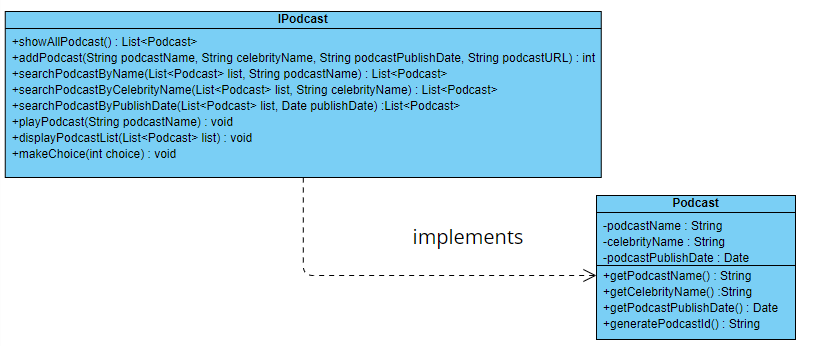 IPodcast
+showAllPodcast() : List<Podcast>
+addPodcast(String podcastName, String celebrityName, String podcastPublishDate, String podcastURL) : int
+searchPodcastByName(List<Podcast> list, String podcastName) : List<Podcast>
+searchPodcastByCelebrityName(List<Podcast> list, String celebrityName) : List<Podcast>
+searchPodcastByPublishDate(List<Podcast> list, Date publishDate) :List<Podcast>
+playPodcast(String podcastName) : void
+displayPodcastList(List<Podcast> list) : void
+makeChoice(int choice) : void
implements
Podcast
-podcastName : String
-celebrityName : String
-podcastPublishDate : Date
+getPodcastName() : String
+getCelebrityName() :String
+getPodcastPublishDate() : Date
+generatePodcastId() : String